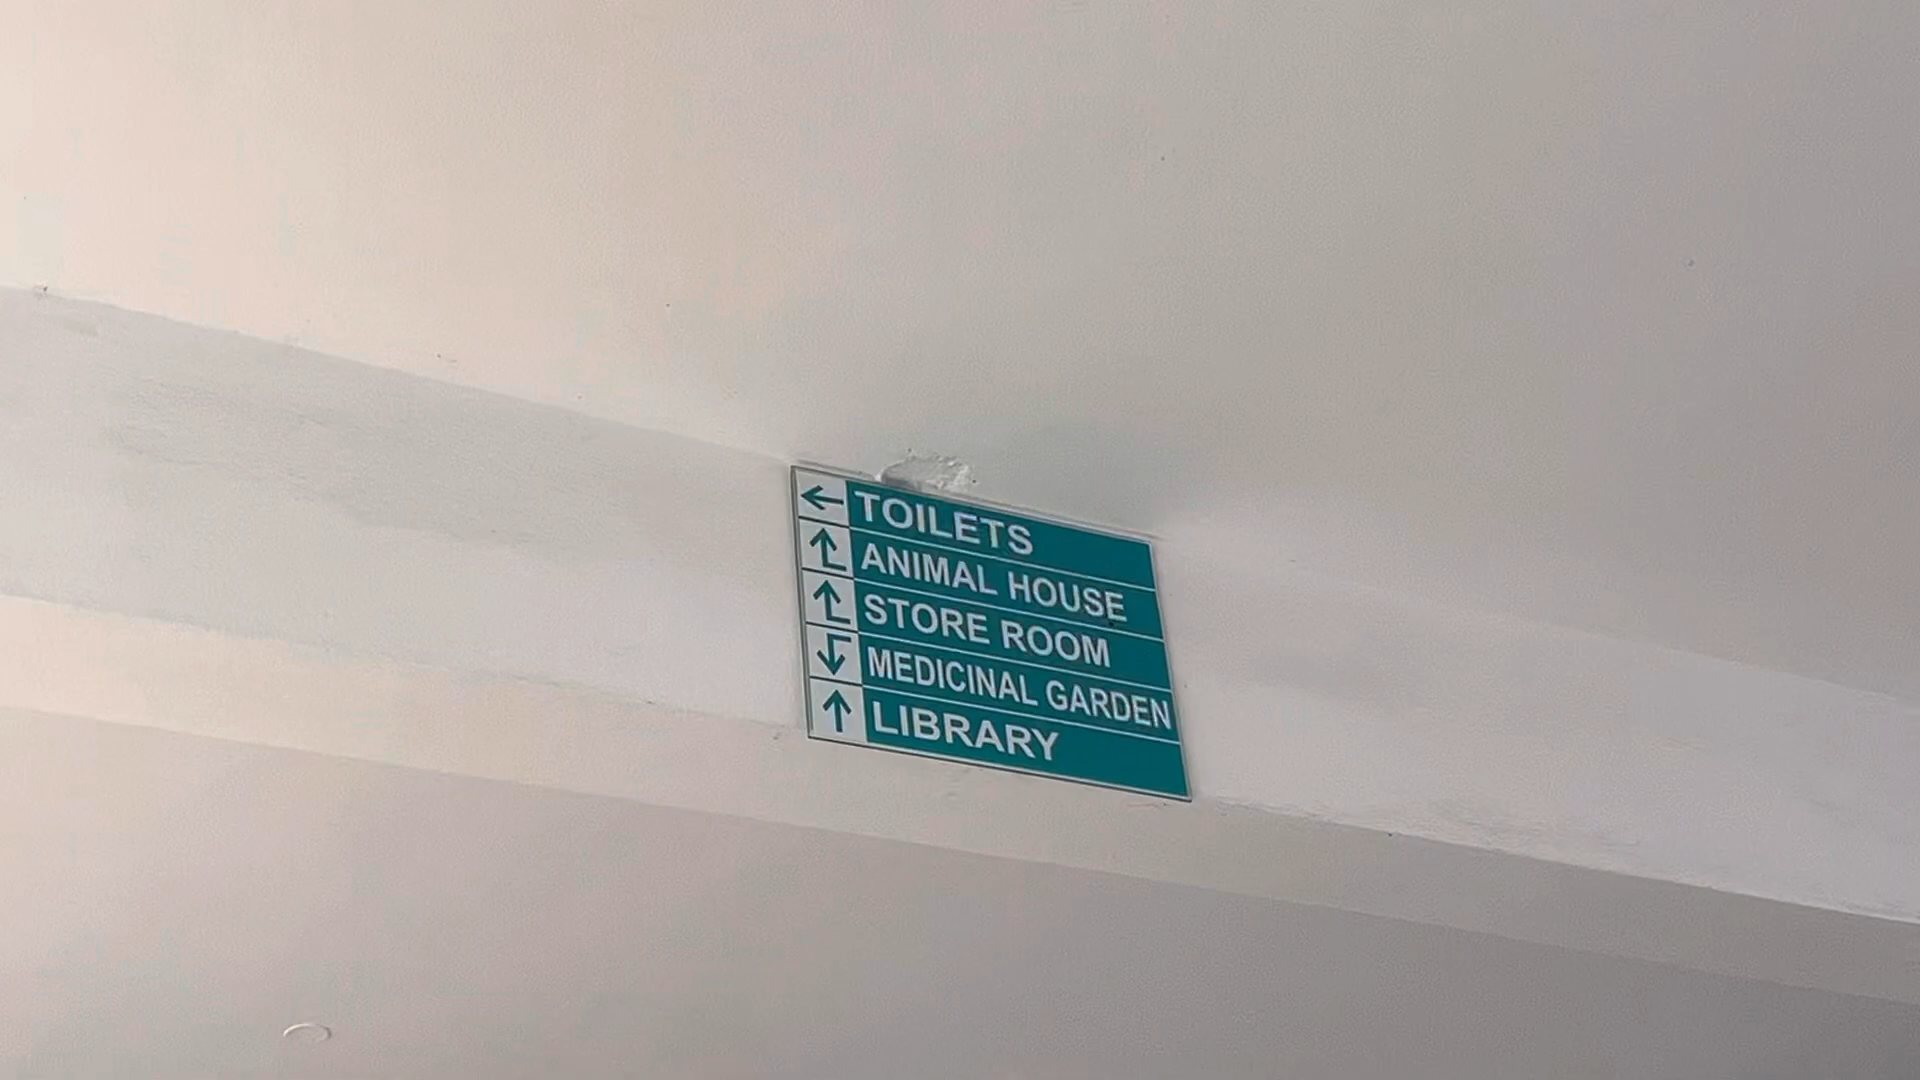 TOILETS
ANIMAL HOUSE
STORE ROOM
MEDICINAL GARDEN
LIBRARY